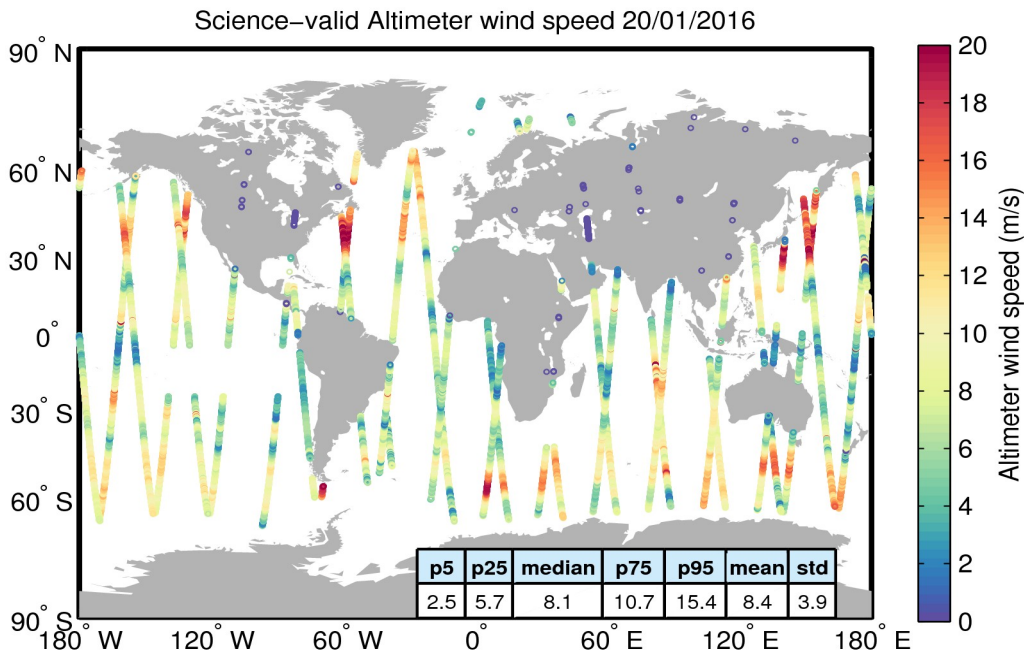 Science−valid Altimeter wind speed 20/01/2016
90° N
60° N
30° N
0°
30° S
60° S
90° S
180° W
120° W
60° W
0°
60° E
120° E
180° E
p5 p25 median p75 p95 mean std
2.5 5.7 8.1 10.7 15.4 8.4 3.9
20
18
16
14
12
10
8
6
4
2
0
Altimeter wind speed (m/s)